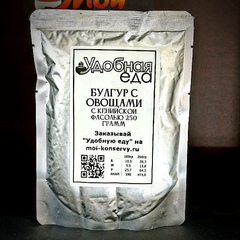 Удобная
еда
БУЛГУР С
ОВОЩАМИ
С КЕНИЙСКОЙ
ФАСОЛЬЮ 250
ГРАММ
Заказывай
"Удобную еду" на
moi-konservy.ru